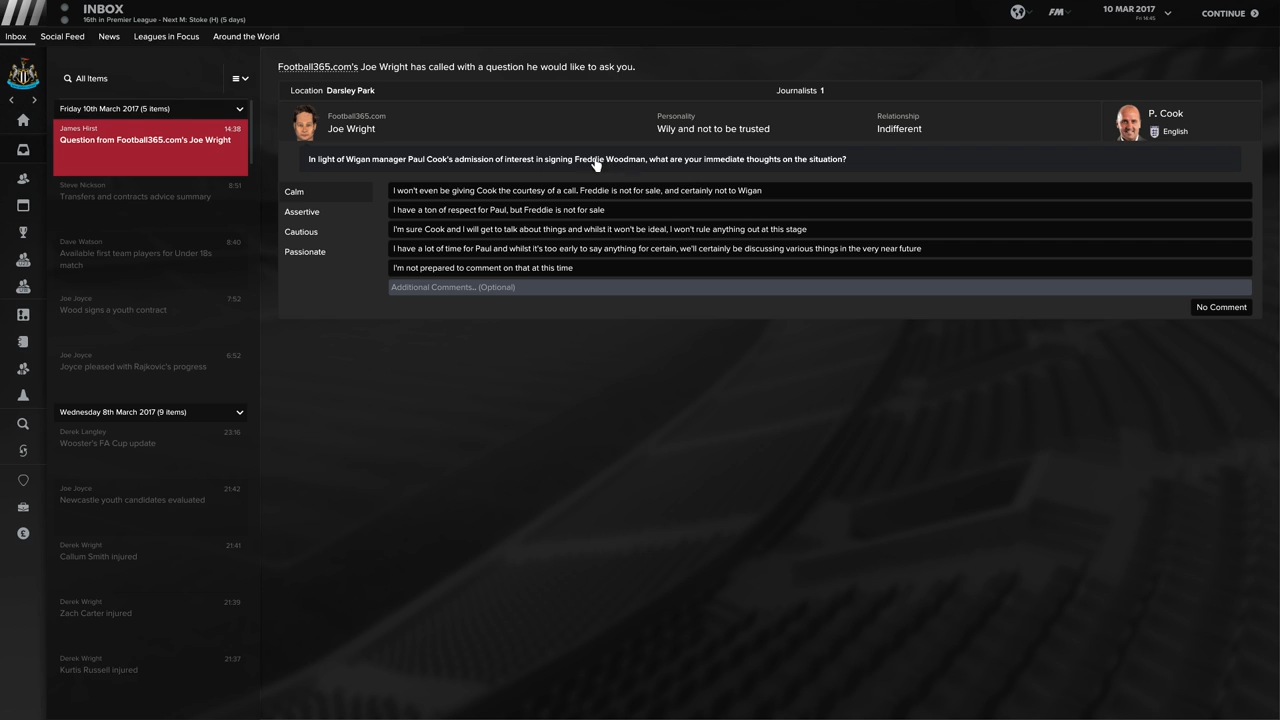 INBOX
16th in Premier League - Next M: Stoke (H) (5 days)
FM
10 MAR 2017
Fri 14:45
CONTINUE
Inbox
Social Feed
News
Leagues in Focus
Around the World
All Items
Friday 10th March 2017 (5 items)
James Hirst
14:38
Question from Football365.com's Joe Wright
Steve Nickson
8:51
Transfers and contracts advice summary
Dave Watson
8:40
Available first team players for Under 18s
match
Joe Joyce
7:52
Wood signs a youth contract
Joe Joyce
6:52
Joyce pleased with Rajkovic's progress
Wednesday 8th March 2017 (9 items)
Derek Langley
23:16
Wooster's FA Cup update
Joe Joyce
21:42
Newcastle youth candidates evaluated
Derek Wright
21:41
Callum Smith injured
Derek Wright
21:39
Zach Carter injured
Derek Wright
21:37
Kurtis Russell injured
Football365.com's Joe Wright has called with a question he would like to ask you.
Location Darsley Park
Journalists 1
Football365.com
Joe Wright
Personality
Wily and not to be trusted
Relationship
Indifferent
P. Cook
English
In light of Wigan manager Paul Cook's admission of interest in signing Freddie Woodman, what are your immediate thoughts on the situation?
Calm
Assertive
Cautious
Passionate
I won't even be giving Cook the courtesy of a call. Freddie is not for sale, and certainly not to Wigan
I have a ton of respect for Paul, but Freddie is not for sale
I'm sure Cook and I will get to talk about things and whilst it won't be ideal, I won't rule anything out at this stage
I have a lot of time for Paul and whilst it's too early to say anything for certain, we'll certainly be discussing various things in the very near future
I'm not prepared to comment on that at this time
Additional Comments... (Optional)
No Comment